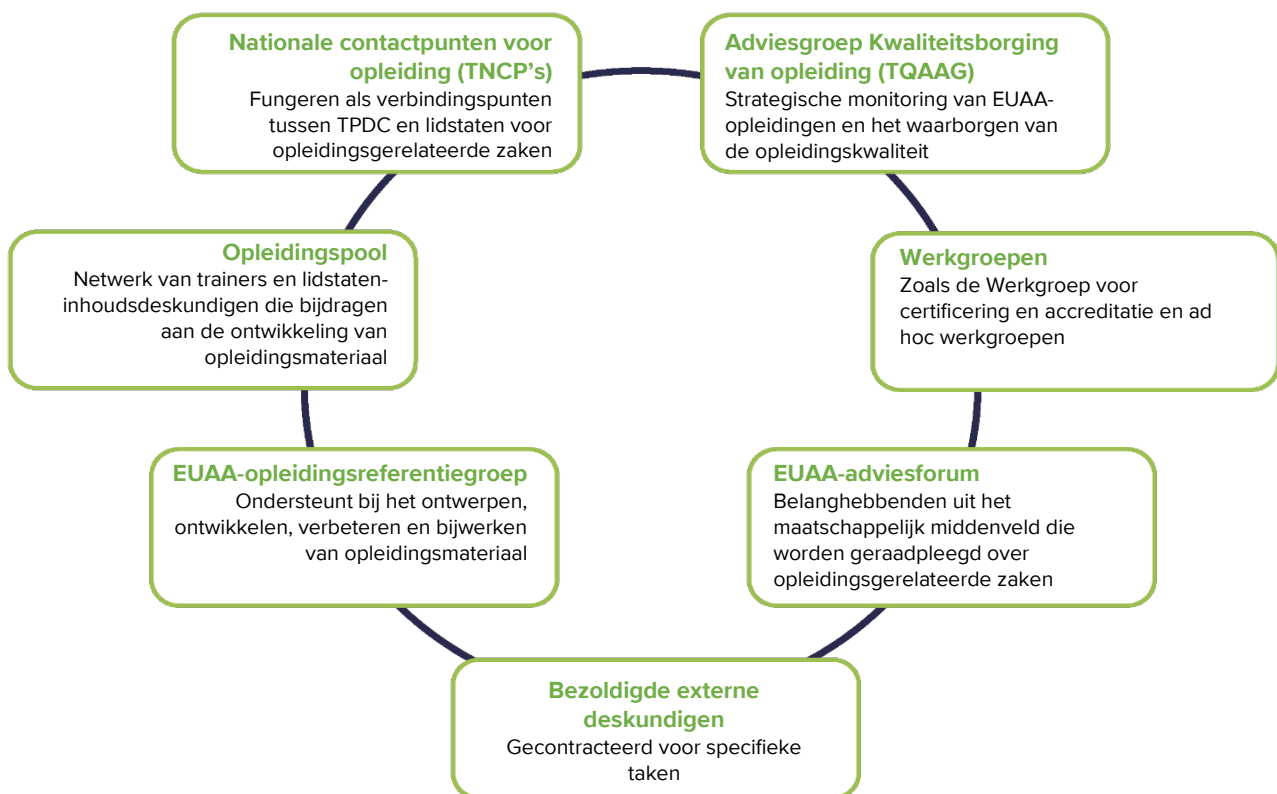 Nationale contactpunten voor
opleiding (TNCP's)
Fungeren als verbindingspunten
tussen TPDC en lidstaten voor
opleidingsgerelateerde zaken
Adviesgroep Kwaliteitsborging
van opleiding (TQAAG)
Strategische monitoring van EUAA-
opleidingen en het waarborgen van
de opleidingskwaliteit
Opleidingspool
Netwerk van trainers en lidstaten-
inhoudsdeskundigen die bijdragen
aan de ontwikkeling van
opleidingsmateriaal
Werkgroepen
Zoals de Werkgroep voor
certificering en accreditatie en ad
hoc werkgroepen
EUAA-opleidingsreferentiegroep
Ondersteunt bij het ontwerpen,
ontwikkelen, verbeteren en bijwerken
van opleidingsmateriaal
EUAA-adviesforum
Belanghebbenden uit het
maatschappelijk middenveld die
worden geraadpleegd over
opleidingsgerelateerde zaken
Bezoldigde externe
deskundigen
Gecontracteerd voor specifieke
taken